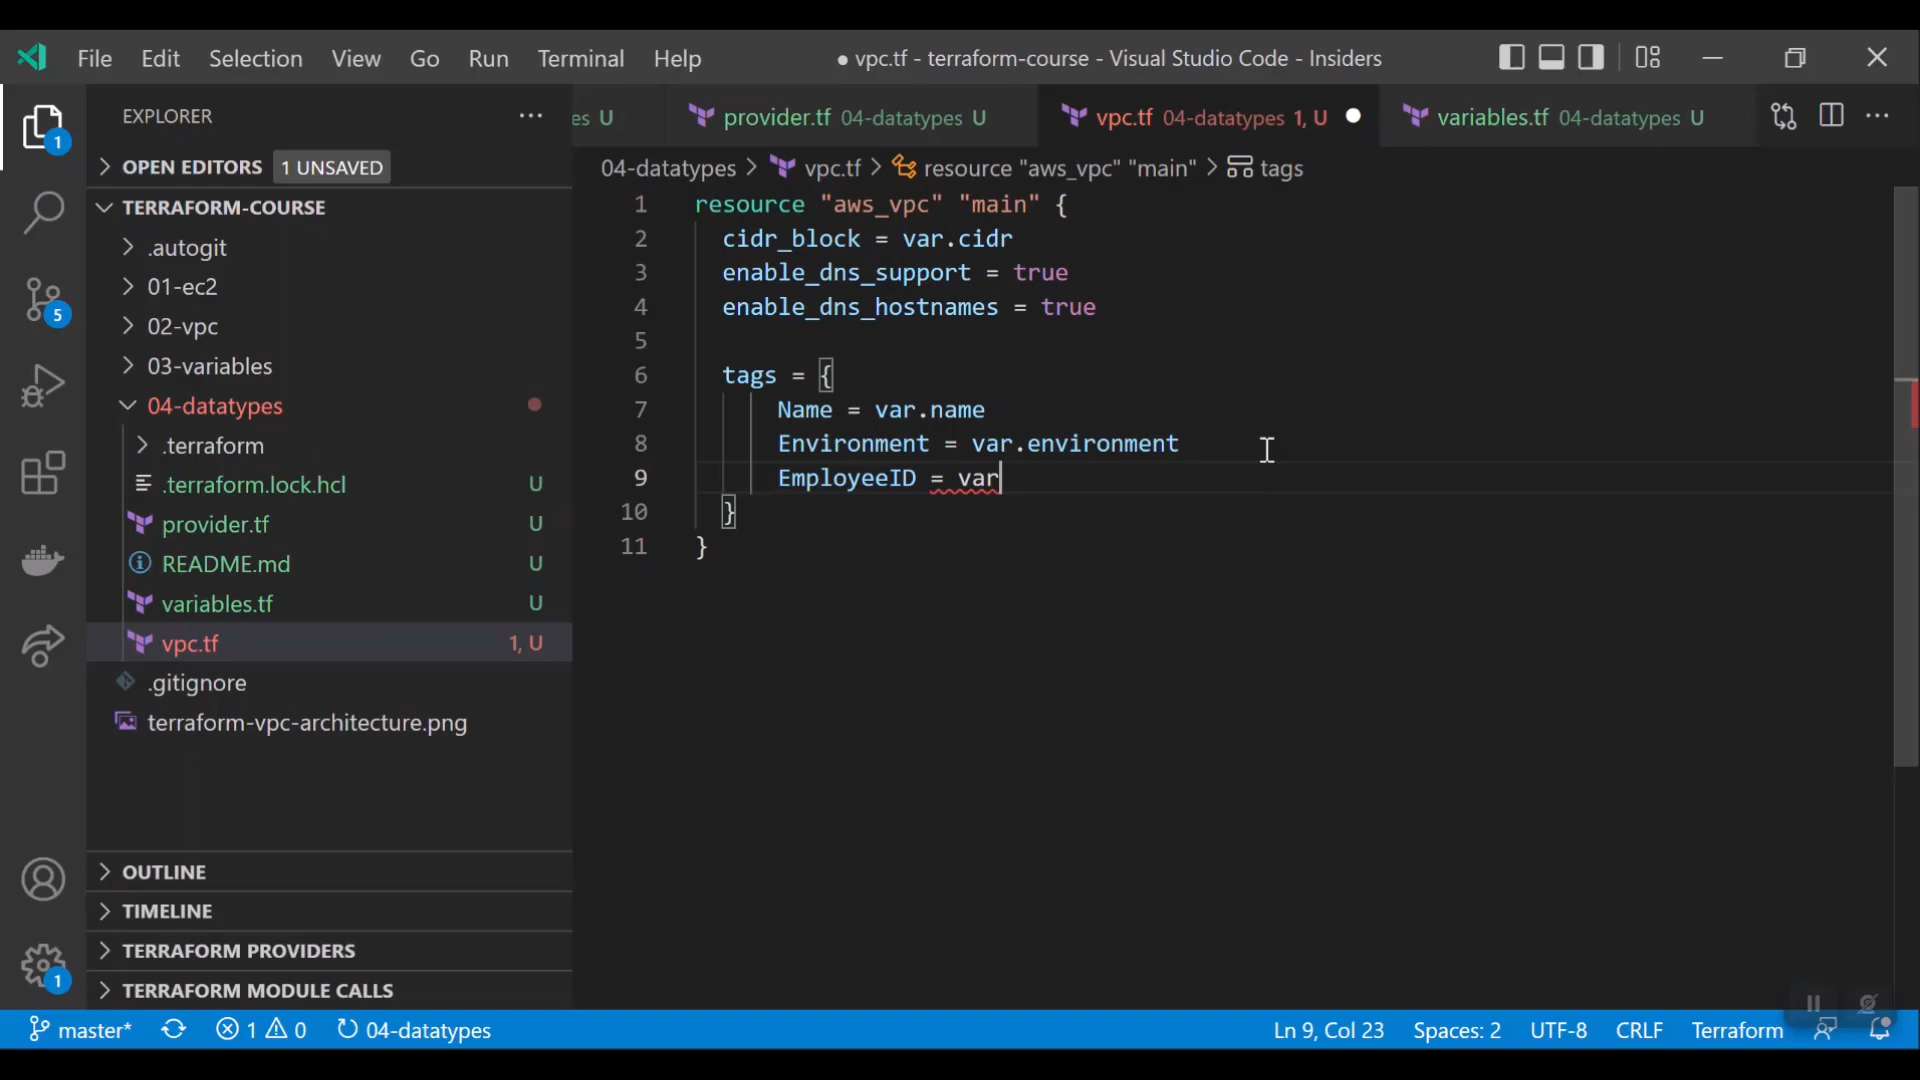 File Edit Selection View Go Run Terminal Help
● vpc.tf - terraform-course - Visual Studio Code - Insiders
EXPLORER
OPEN EDITORS 1 UNSAVED
TERRAFORM-COURSE
.autogit
01-ec2
02-vpc
03-variables
04-datatypes
.terraform
.terraform.lock.hcl U
provider.tf U
README.md U
variables.tf U
vpc.tf 1, U
.gitignore
terraform-vpc-architecture.png
OUTLINE
TIMELINE
TERRAFORM PROVIDERS
TERRAFORM MODULE CALLS
1
5
1
es U provider.tf 04-datatypes U vpc.tf 04-datatypes 1, U variables.tf 04-datatypes U
04-datatypes > vpc.tf > resource "aws_vpc" "main" > tags
1 resource "aws_vpc" "main" {
2 cidr_block = var.cidr
3 enable_dns_support = true
4 enable_dns_hostnames = true
5
6 tags = {
7 Name = var.name
8 Environment = var.environment
9 EmployeeID = var
10 }
11 }
master* 1 0 04-datatypes Ln 9, Col 23 Spaces: 2 UTF-8 CRLF Terraform